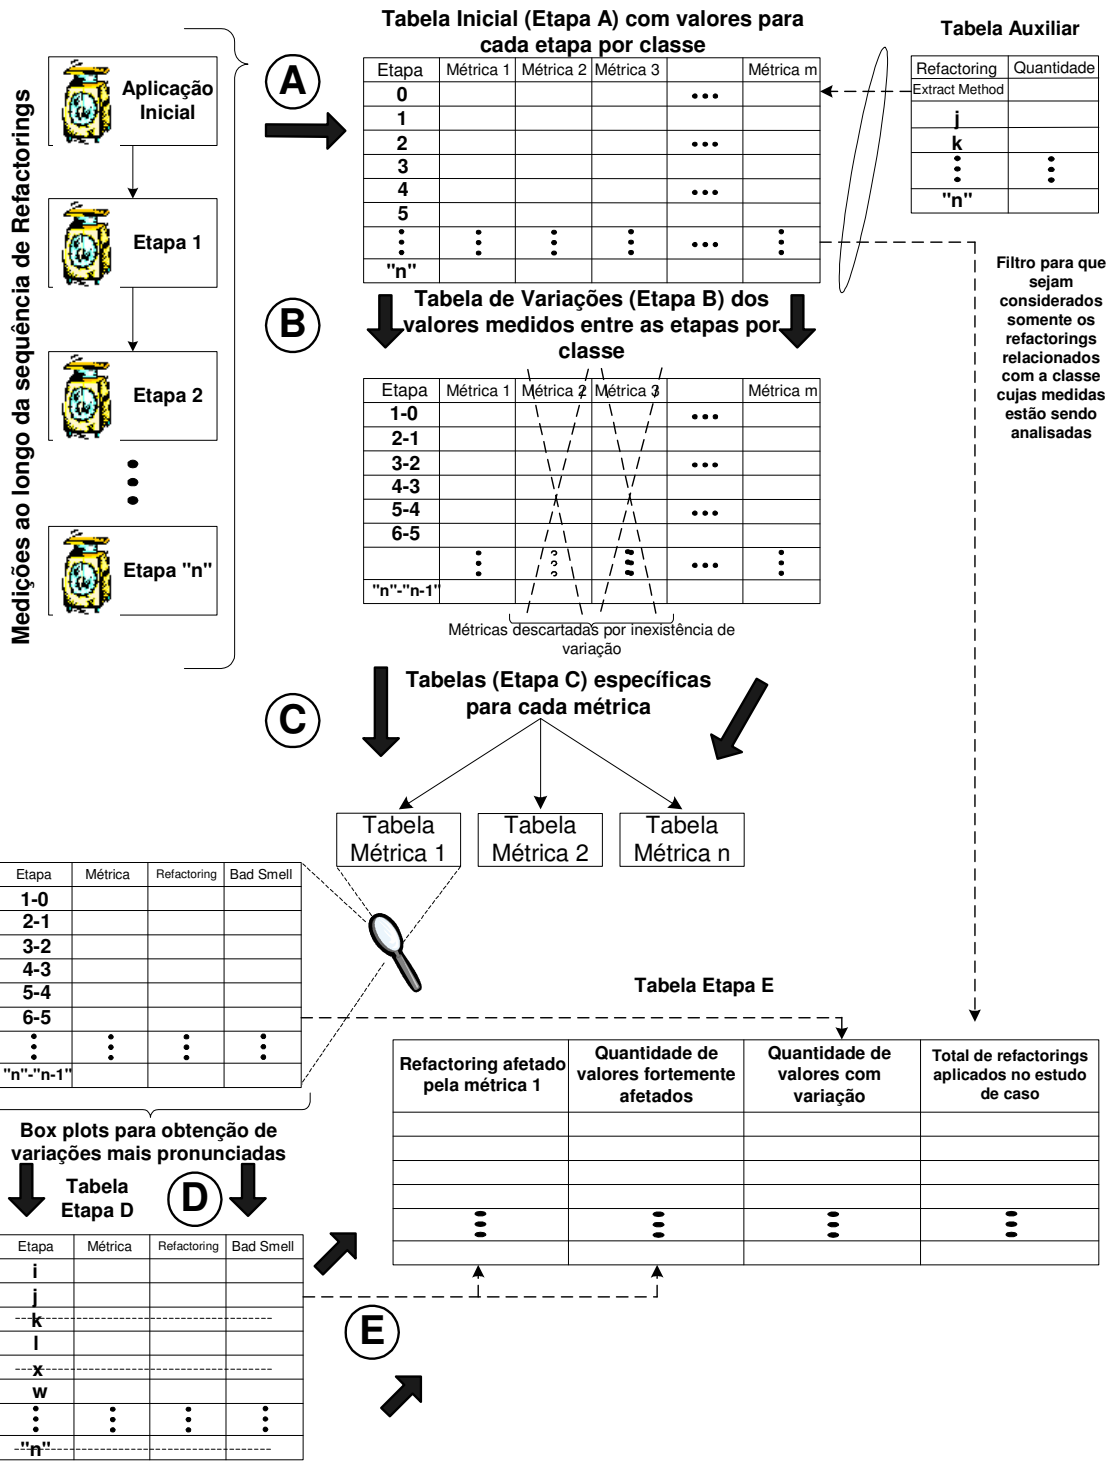 Medições ao longo da sequência de Refactorings
Aplicação
Inicial
Etapa 1
Etapa 2
Etapa "n"
A
Tabela Inicial (Etapa A) com valores para
cada etapa por classe
Etapa Métrica 1 Métrica 2 Métrica 3 Métrica m
0
1
2
3
4
5
"n"
Tabela Auxiliar
Refactoring Quantidade
Extract Method
j
k
"n"
Filtro para que
sejam
considerados
somente os
refactorings
relacionados
com a classe
cujas medidas
estão sendo
analisadas
B
Tabela de Variações (Etapa B) dos
valores medidos entre as etapas por
classe
Etapa Métrica 1 Métrica 2 Métrica 3 Métrica m
1-0
2-1
3-2
4-3
5-4
6-5
"n"-"n-1"
Métricas descartadas por inexistência de
variação
C
Tabelas (Etapa C) específicas
para cada métrica
Tabela
Métrica 1
Tabela
Métrica 2
Tabela
Métrica n
Etapa Métrica Refactoring Bad Smell
1-0
2-1
3-2
4-3
5-4
6-5
"n"-"n-1"
Box plots para obtenção de
variações mais pronunciadas
Tabela
Etapa D
D
Etapa Métrica Refactoring Bad Smell
i
j
k
l
x
w
"n"
E
Tabela Etapa E
Refactoring afetado
pela métrica 1
Quantidade de
valores fortemente
afetados
Quantidade de
valores com
variação
Total de refactorings
aplicados no estudo
de caso